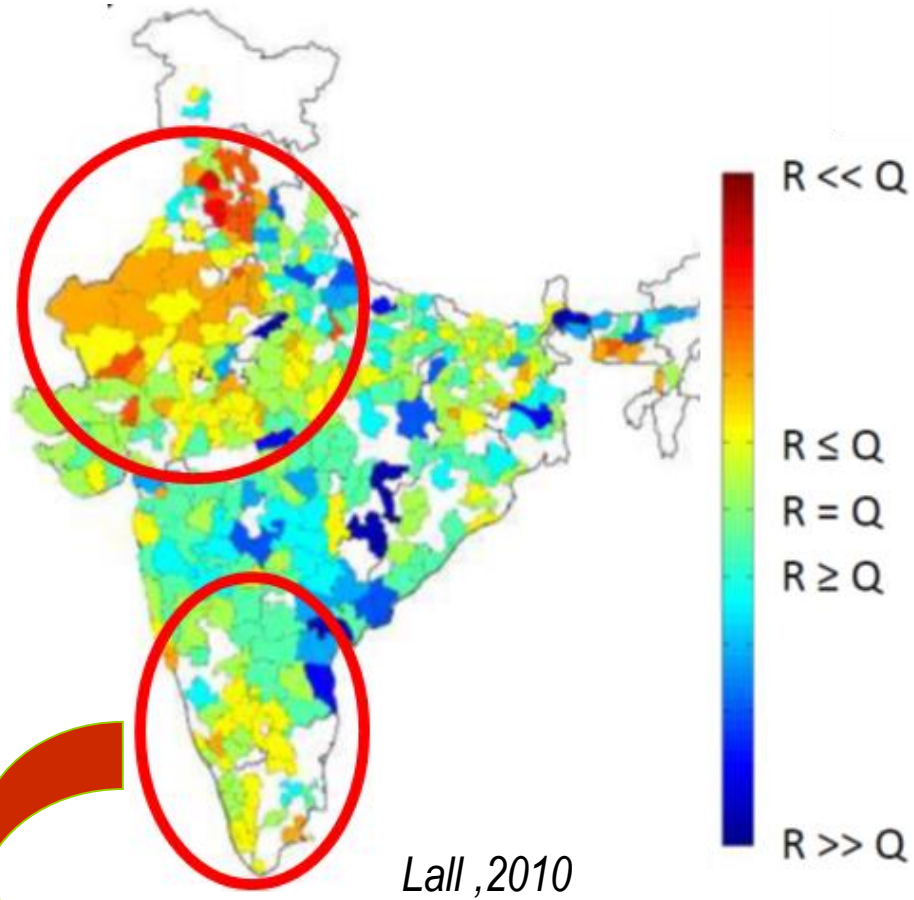 R << Q
R ≤ Q
R = Q
R ≥ Q
R >> Q
Lall ,2010